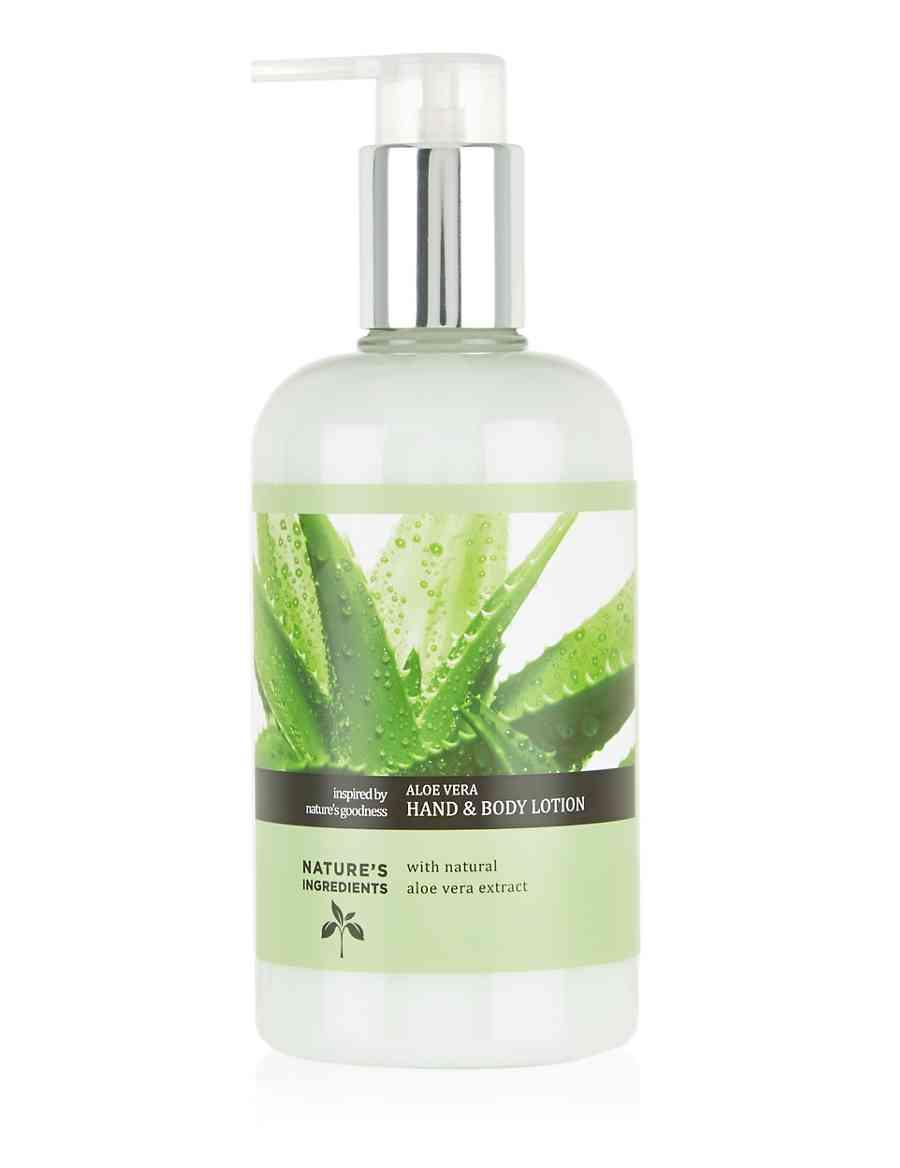 inspired by
nature's goodness
ALOE VERA
HAND & BODY LOTION
NATURE'S
INGREDIENTS
with natural
aloe vera extract